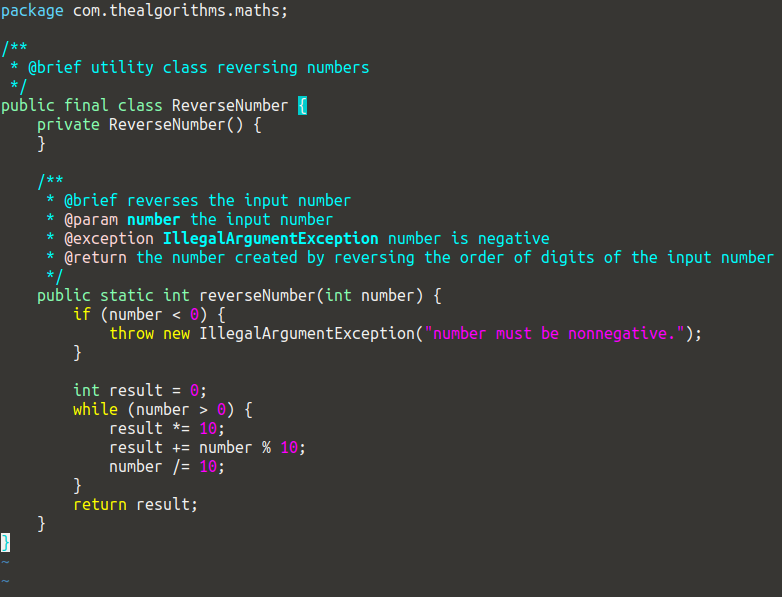 package com.thealgorithms.maths;

/**
 * @brief utility class reversing numbers
 */
public final class ReverseNumber {
    private ReverseNumber() {
    }

    /**
     * @brief reverses the input number
     * @param number the input number
     * @exception IllegalArgumentException number is negative
     * @return the number created by reversing the order of digits of the input number
     */
    public static int reverseNumber(int number) {
        if (number < 0) {
            throw new IllegalArgumentException("number must be nonnegative.");
        }

        int result = 0;
        while (number > 0) {
            result *= 10;
            result += number % 10;
            number /= 10;
        }
        return result;
    }
}
~
~